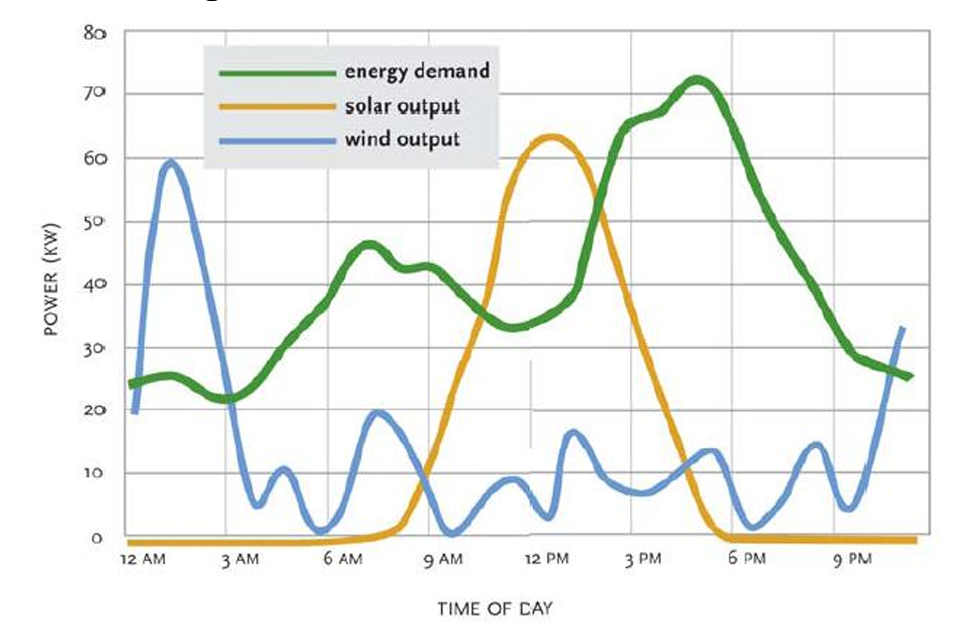 80
energy demand
70
solar output
wind output
60
50
POWER (KW)
40
30
20
10
0
12 AM 3 AM 6 AM 9 AM 12 PM 3 PM 6 PM 9 PM
TIME OF DAY